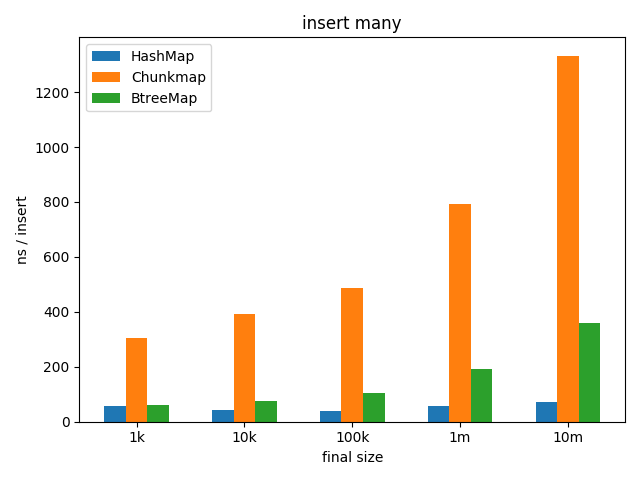 insert many
HashMap
Chunkmap
BtreeMap
1200
1000
800
600
400
200
0
ns / insert
1k 10k 100k 1m 10m
final size